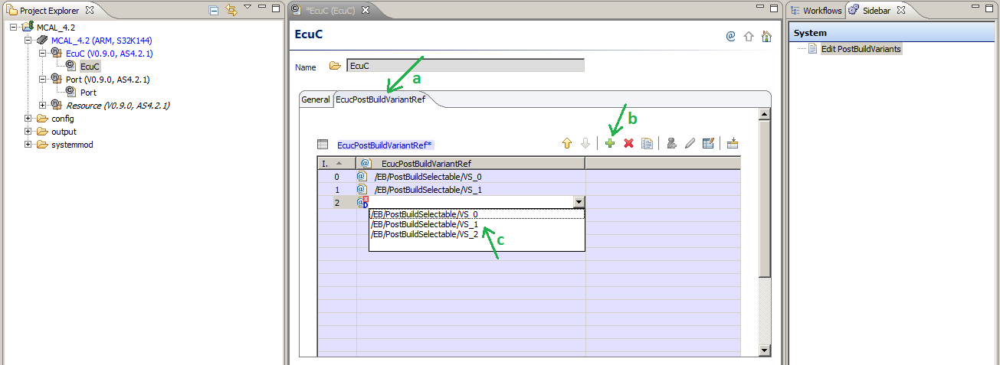 Project Explorer
MCAL_4.2
MCAL_4.2 (ARM, S32K144)
EcuC (V0.9.0, AS4.2.1)
EcuC
Port (V0.9.0, AS4.2.1)
Port
Resource (V0.9.0, AS4.2.1)
config
output
systemmod
*EcuC (EcuC)
EcuC
Name
EcuC
a
General
EcucPostBuildVariantRef
b
EcucPostBuildVariantRef*
I.
EcucPostBuildVariantRef
0 /EB/PostBuildSelectable/VS_0
1 /EB/PostBuildSelectable/VS_1
2
/EB/PostBuildSelectable/VS_0
/EB/PostBuildSelectable/VS_1
/EB/PostBuildSelectable/VS_2
c
Workflows
Sidebar
System
Edit PostBuildVariants